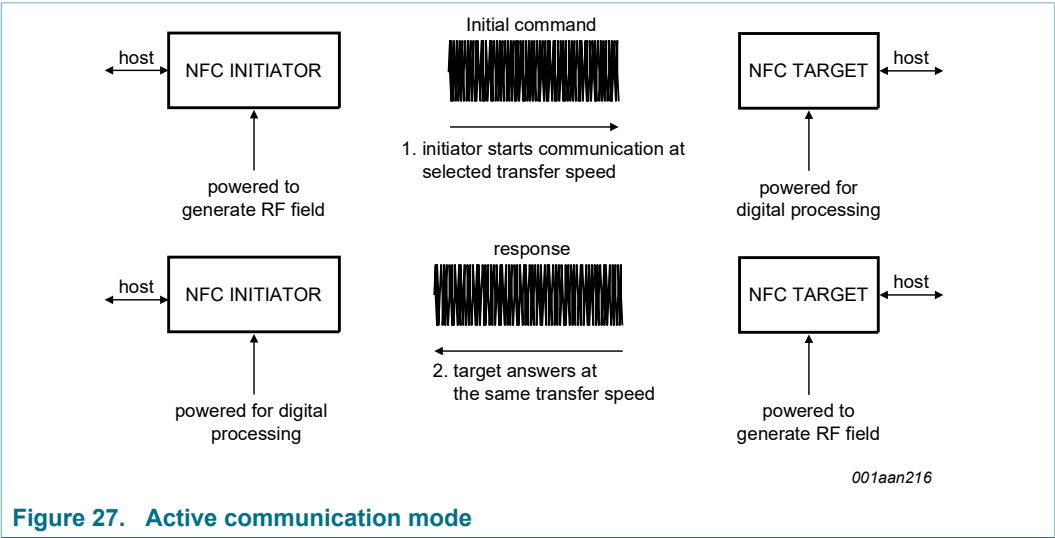 Initial command
host
NFC INITIATOR
NFC TARGET
host
1. initiator starts communication at
selected transfer speed
powered to
generate RF field
powered for
digital processing
response
host
NFC INITIATOR
NFC TARGET
host
2. target answers at
the same transfer speed
powered for digital
processing
powered to
generate RF field
001aan216
Figure 27. Active communication mode